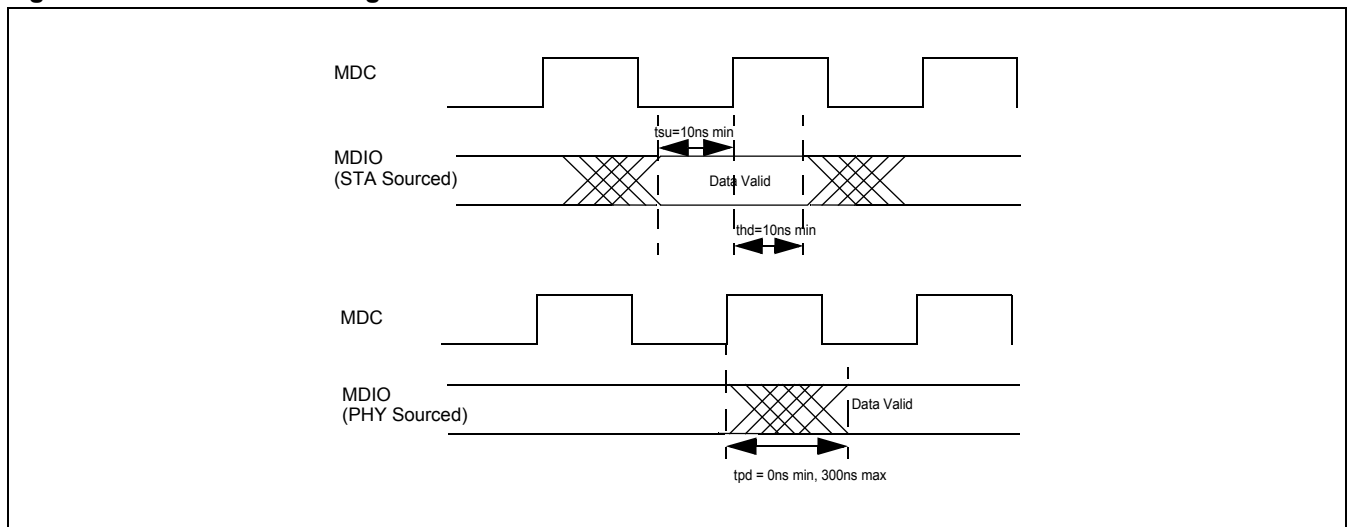 MDC
tsu=10ns min
MDIO
(STA Sourced)
Data Valid
thd=10ns min
MDC
MDIO
(PHY Sourced)
Data Valid
tpd = 0ns min, 300ns max